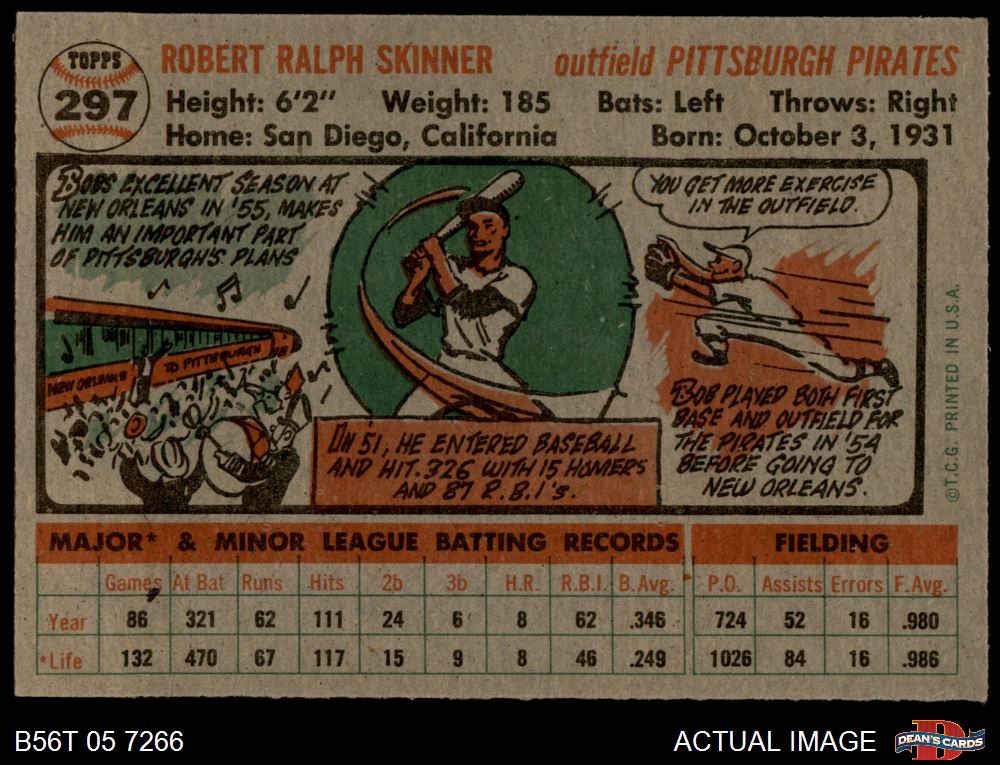 TOPPS
297
ROBERT RALPH SKINNER outfield PITTSBURGH PIRATES
Height: 6'2" Weight: 185 Bats: Left Throws: Right
Home: San Diego, California Born: October 3, 1931
BOBS EXCELLENT SEASON AT
NEW ORLEANS IN '55, MAKES
HIM AN IMPORTANT PART
OF PITTSBURGH'S PLANS
NEW ORLEANS
TO PITTSBURGH
IN '51, HE ENTERED BASEBALL
AND HIT .326 WITH 15 HOMERS
AND 87 R.B.I's.
YOU GET MORE EXERCISE
IN THE OUTFIELD.
BOB PLAYED BOTH FIRST
BASE AND OUTFIELD FOR
THE PIRATES IN '54
BEFORE GOING TO
NEW ORLEANS.
©T.C.G. PRINTED IN U.S.A.
MAJOR* & MINOR LEAGUE BATTING RECORDS FIELDING
Games At Bat Runs Hits 2b 3b H.R. R.B.I. B.Avg. P.O. Assists Errors F.Avg.
Year 86 321 62 111 24 6 8 62 .346 724 52 16 .980
*Life 132 470 67 117 15 9 8 46 .249 1026 84 16 .986
B56T 05 7266 ACTUAL IMAGE DEAN'S CARDS